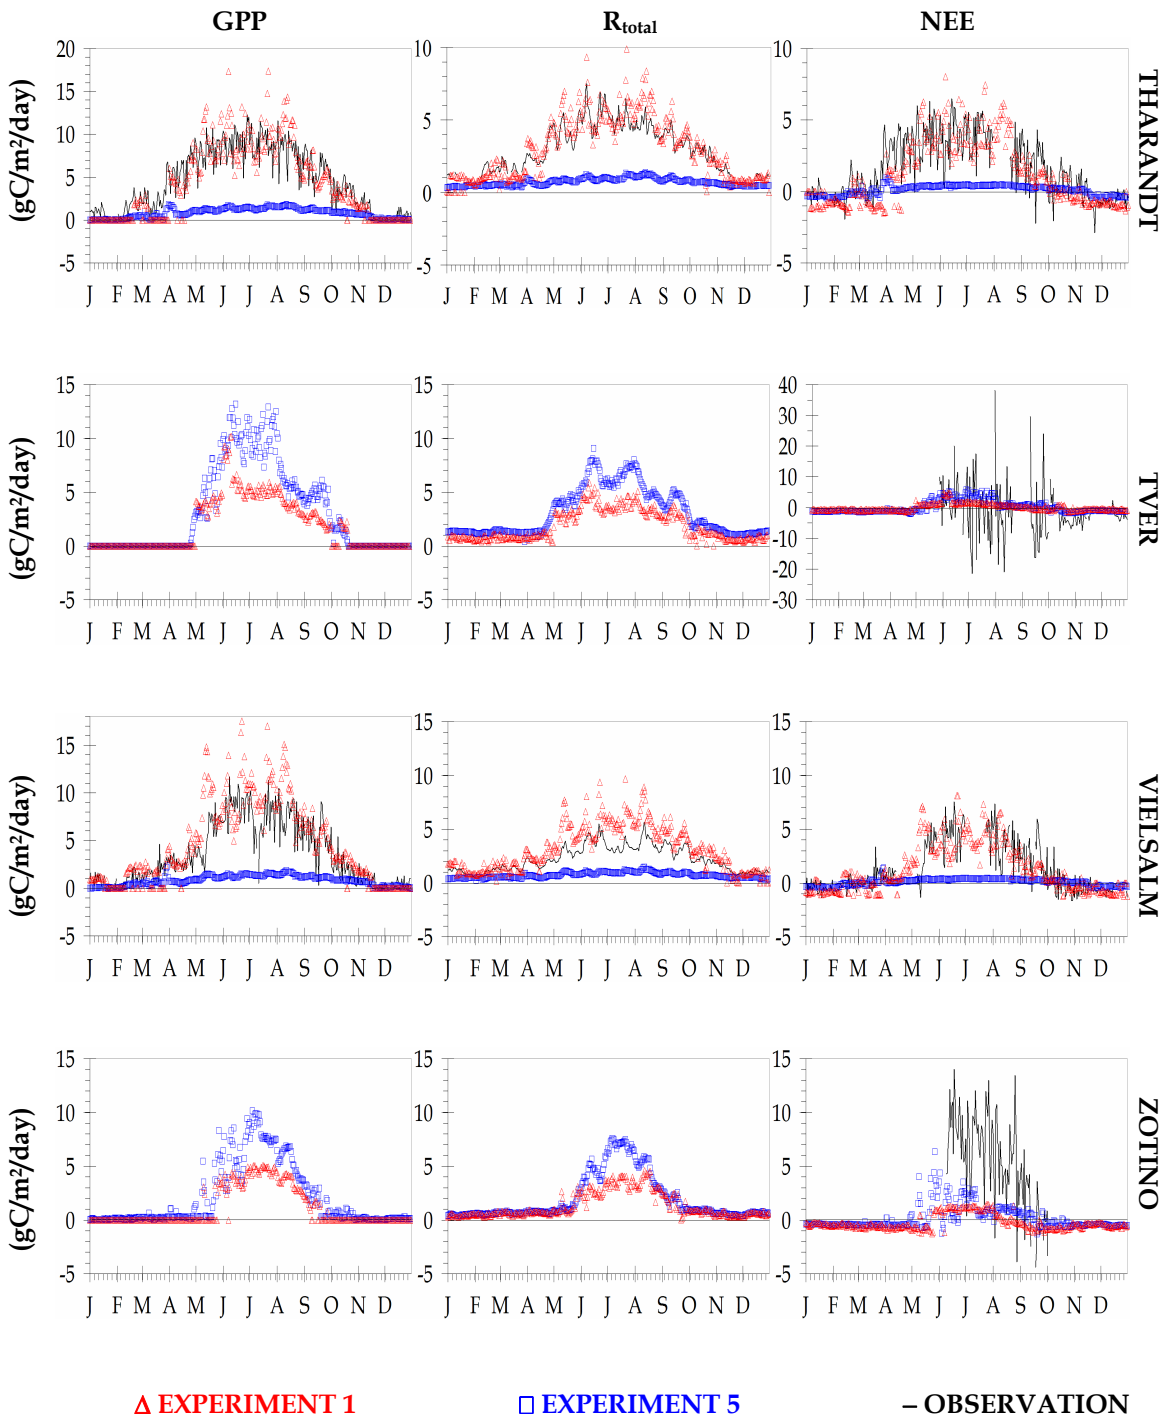 GPP R_total NEE
(gC/m²/day) 20 15 10 5 0 -5 10 5 0 -5 10 5 0 -5 THARANDT
J F M A M J J A S O N D J F M A M J J A S O N D J F M A M J J A S O N D
(gC/m²/day) 15 10 5 0 -5 15 10 5 0 -5 40 30 20 10 0 -10 -20 -30 TVER
J F M A M J J A S O N D J F M A M J J A S O N D J F M A M J J A S O N D
(gC/m²/day) 15 10 5 0 -5 15 10 5 0 -5 15 10 5 0 -5 VIELSALM
J F M A M J J A S O N D J F M A M J J A S O N D J F M A M J J A S O N D
(gC/m²/day) 15 10 5 0 -5 15 10 5 0 -5 15 10 5 0 -5 ZOTINO
J F M A M J J A S O N D J F M A M J J A S O N D J F M A M J J A S O N D
EXPERIMENT 1 EXPERIMENT 5 – OBSERVATION